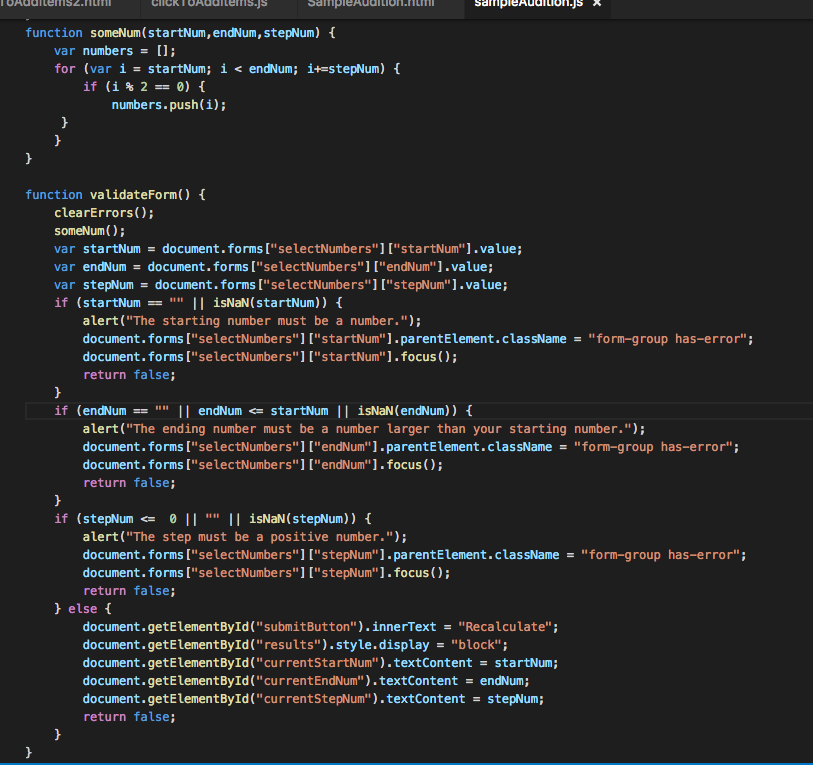 ToAddItems2.html clickToAddItems.js SampleAudition.html sampleAudition.js ×
function someNum(startNum,endNum,stepNum) {
    var numbers = [];
    for (var i = startNum; i < endNum; i+=stepNum) {
        if (i % 2 == 0) {
            numbers.push(i);
     }
    }
}

function validateForm() {
    clearErrors();
    someNum();
    var startNum = document.forms["selectNumbers"]["startNum"].value;
    var endNum = document.forms["selectNumbers"]["endNum"].value;
    var stepNum = document.forms["selectNumbers"]["stepNum"].value;
    if (startNum == "" || isNaN(startNum)) {
        alert("The starting number must be a number.");
        document.forms["selectNumbers"]["startNum"].parentElement.className = "form-group has-error";
        document.forms["selectNumbers"]["startNum"].focus();
        return false;
    }
    if (endNum == "" || endNum <= startNum || isNaN(endNum)) {
        alert("The ending number must be a number larger than your starting number.");
        document.forms["selectNumbers"]["endNum"].parentElement.className = "form-group has-error";
        document.forms["selectNumbers"]["endNum"].focus();
        return false;
    }
    if (stepNum <=  0 || "" || isNaN(stepNum)) {
        alert("The step must be a positive number.");
        document.forms["selectNumbers"]["stepNum"].parentElement.className = "form-group has-error";
        document.forms["selectNumbers"]["stepNum"].focus();
        return false;
    } else {
        document.getElementById("submitButton").innerText = "Recalculate";
        document.getElementById("results").style.display = "block";
        document.getElementById("currentStartNum").textContent = startNum;
        document.getElementById("currentEndNum").textContent = endNum;
        document.getElementById("currentStepNum").textContent = stepNum;
        return false;
    }
}